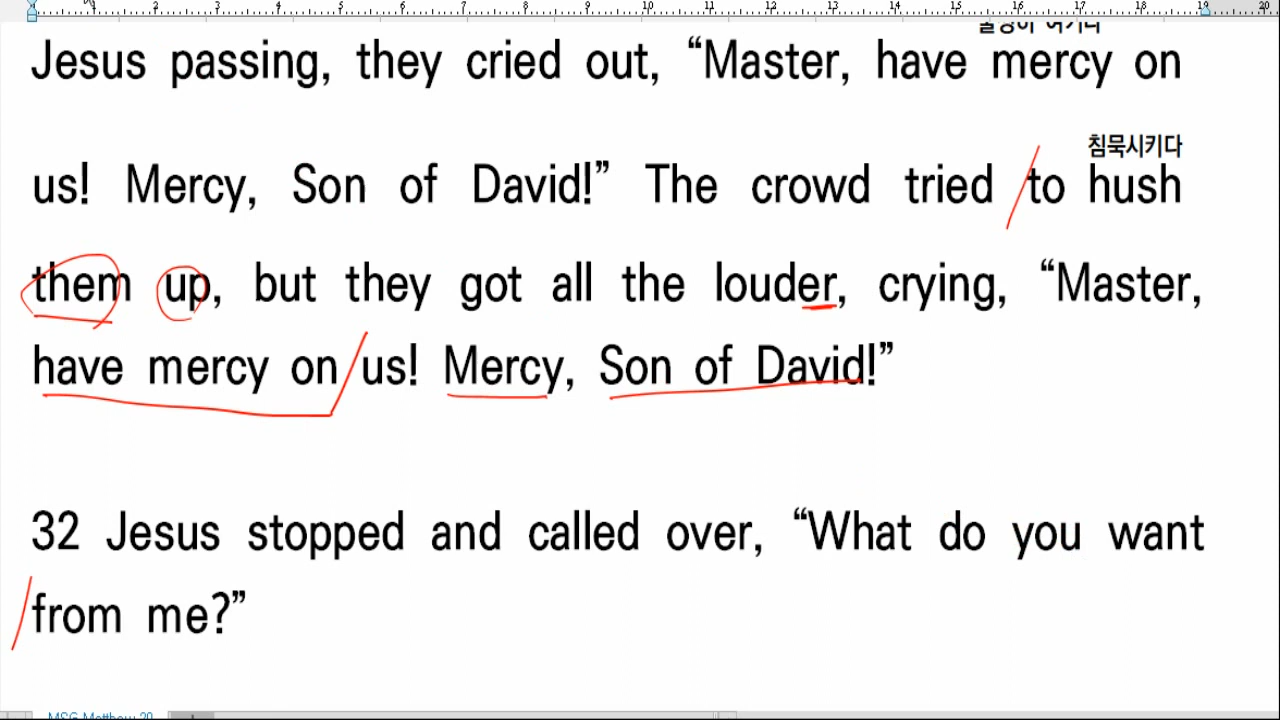 Jesus passing, they cried out, “Master, have mercy on
침묵시키다
us! Mercy, Son of David!” The crowd tried to hush
them up, but they got all the louder, crying, “Master,
have mercy on us! Mercy, Son of David!”
32 Jesus stopped and called over, “What do you want
from me?”